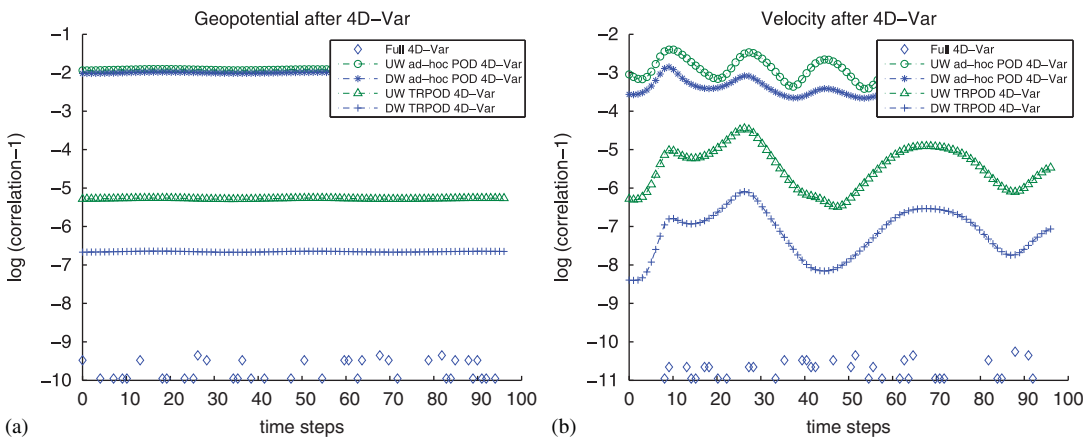 Geopotential after 4D−Var
−1
−2
−3
−4
−5
−6
−7
−8
−9
−10
log (correlation−1)
Full 4D−Var
UW ad−hoc POD 4D−Var
DW ad−hoc POD 4D−Var
UW TRPOD 4D−Var
DW TRPOD 4D−Var
0 10 20 30 40 50 60 70 80 90 100
time steps
(a)
Velocity after 4D−Var
−2
−3
−4
−5
−6
−7
−8
−9
−10
−11
log (correlation−1)
Full 4D−Var
UW ad−hoc POD 4D−Var
DW ad−hoc POD 4D−Var
UW TRPOD 4D−Var
DW TRPOD 4D−Var
0 10 20 30 40 50 60 70 80 90 100
time steps
(b)